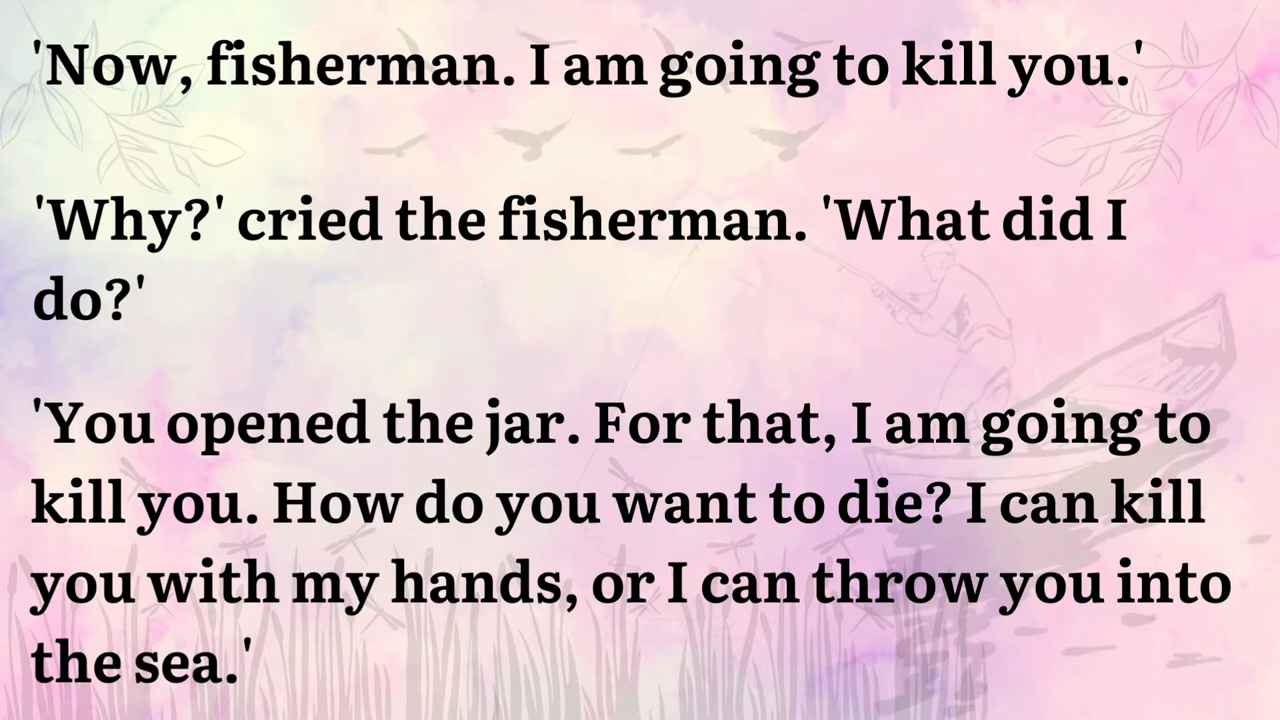 'Now, fisherman. I am going to kill you.'
'Why?' cried the fisherman. 'What did I
do?'
'You opened the jar. For that, I am going to
kill you. How do you want to die? I can kill
you with my hands, or I can throw you into
the sea.'